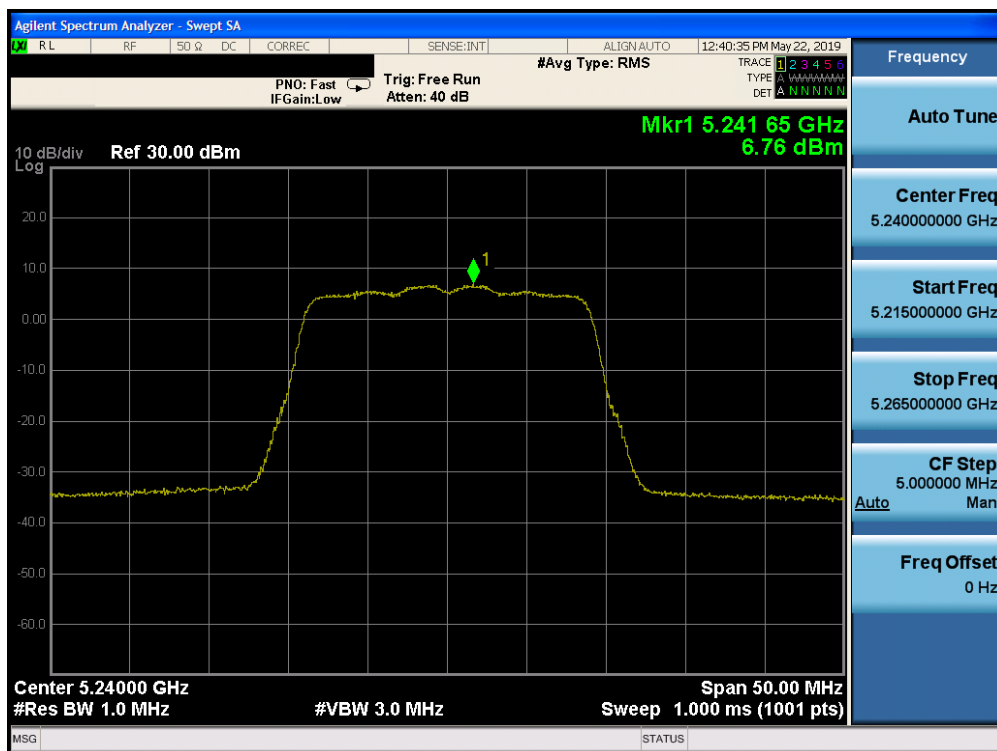 Agilent Spectrum Analyzer - Swept SA
LXI RL RF 50 Ω DC CORREC SENSE:INT ALIGN AUTO 12:40:35 PM May 22, 2019
Frequency
#Avg Type: RMS
TRACE 1 2 3 4 5 6
PNO: Fast Trig: Free Run
TYPE A WWWWW
IFGain:Low Atten: 40 dB
DET A N N N N N
Mkr1 5.241 65 GHz
6.76 dBm
10 dB/div Ref 30.00 dBm
Log
20.0
10.0
1
0.00
-10.0
-20.0
-30.0
-40.0
-50.0
-60.0
Center 5.24000 GHz Span 50.00 MHz
#Res BW 1.0 MHz #VBW 3.0 MHz Sweep 1.000 ms (1001 pts)
MSG STATUS
Auto Tune
Center Freq
5.240000000 GHz
Start Freq
5.215000000 GHz
Stop Freq
5.265000000 GHz
CF Step
5.000000 MHz
Auto Man
Freq Offset
0 Hz